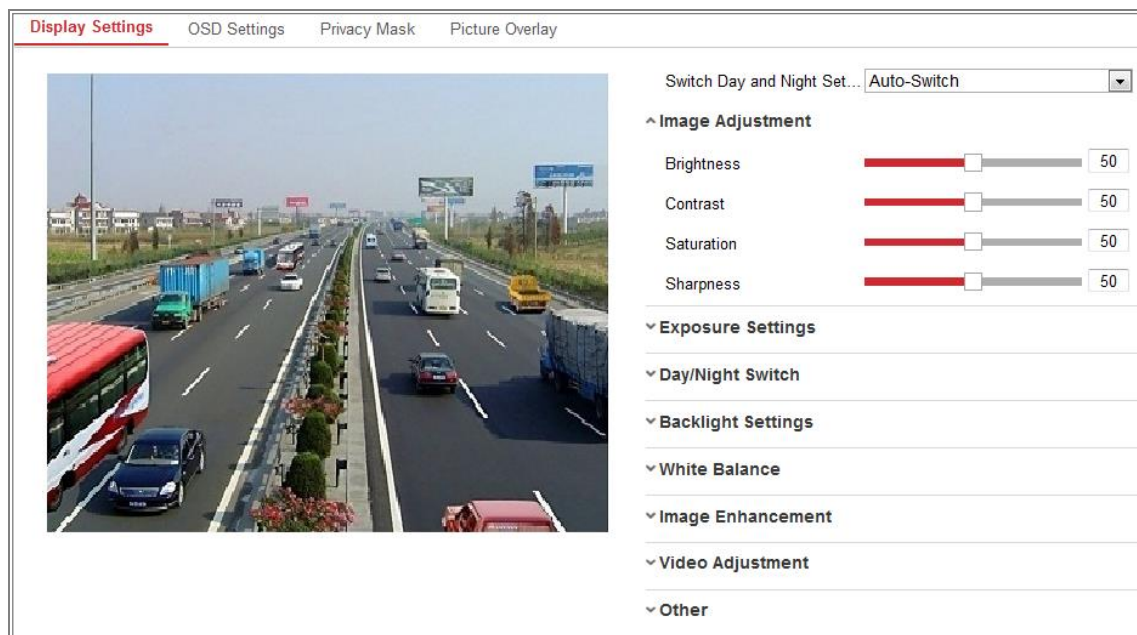 Display Settings OSD Settings Privacy Mask Picture Overlay
Switch Day and Night Set... Auto-Switch
Image Adjustment
Brightness 50
Contrast 50
Saturation 50
Sharpness 50
Exposure Settings
Day/Night Switch
Backlight Settings
White Balance
Image Enhancement
Video Adjustment
Other